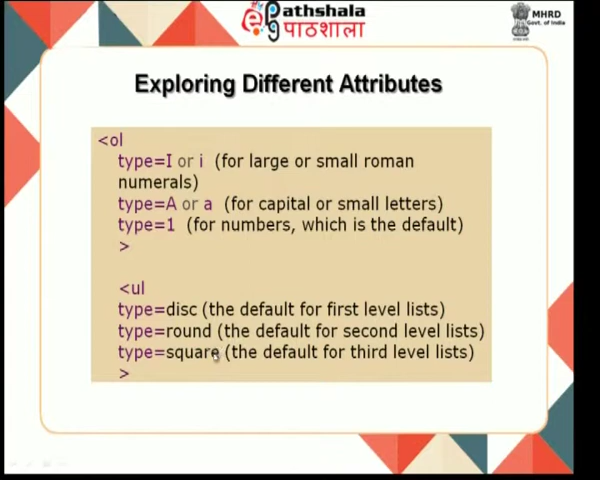 ePathshala
पाठशाला
MHRD
Govt. of India
Exploring Different Attributes
<ol
type=I or i (for large or small roman
numerals)
type=A or a (for capital or small letters)
type=1 (for numbers, which is the default)
>
<ul
type=disc (the default for first level lists)
type=round (the default for second level lists)
type=square (the default for third level lists)
>